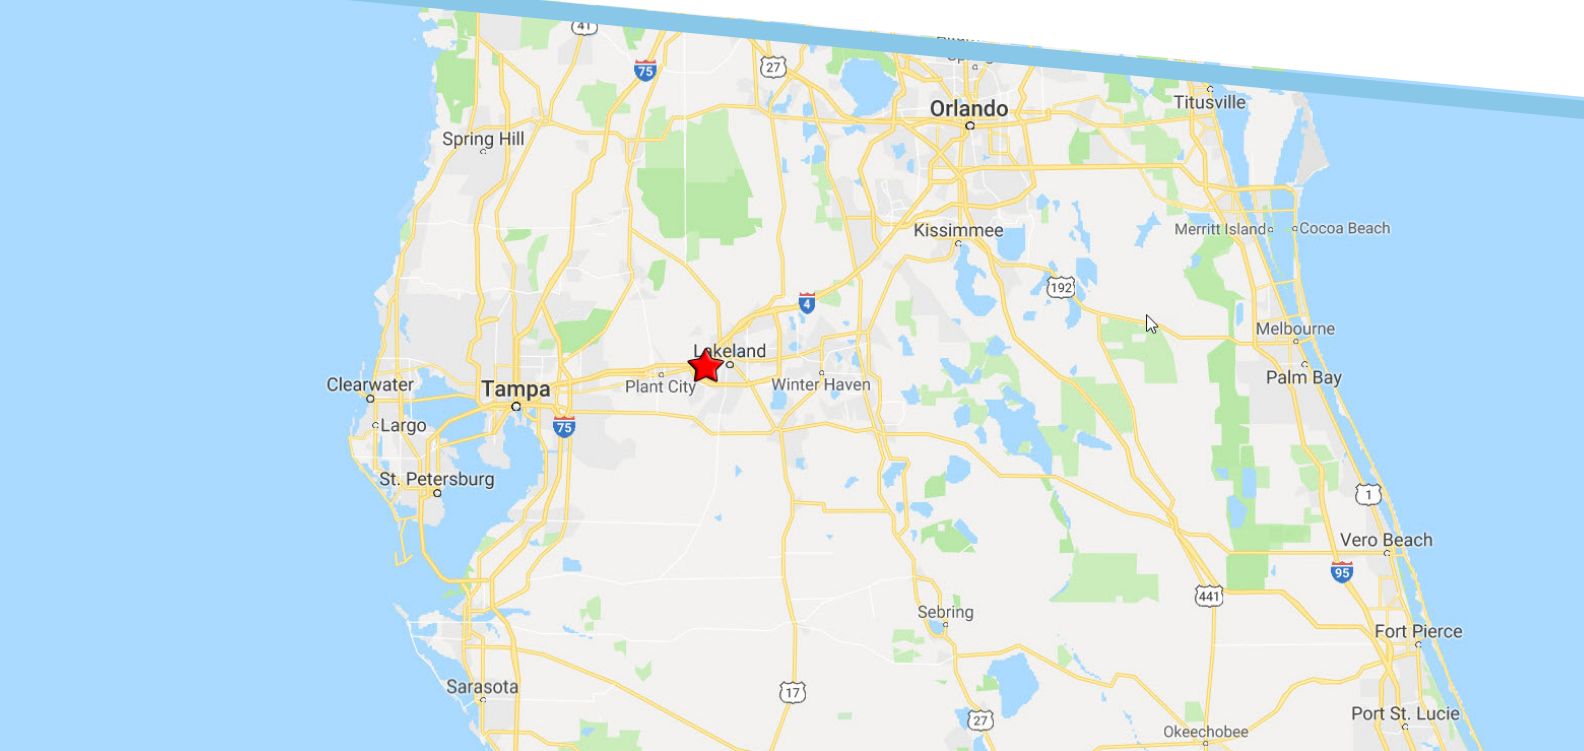 41
75
27
Orlando
Titusville
Spring Hill
Kissimmee
Merritt Island
Cocoa Beach
192
4
Melbourne
Lakeland
Palm Bay
Clearwater
Tampa
Plant City
Winter Haven
Largo
75
St. Petersburg
1
Vero Beach
95
441
Sebring
Fort Pierce
Sarasota
17
27
Port St. Lucie
Okeechobee